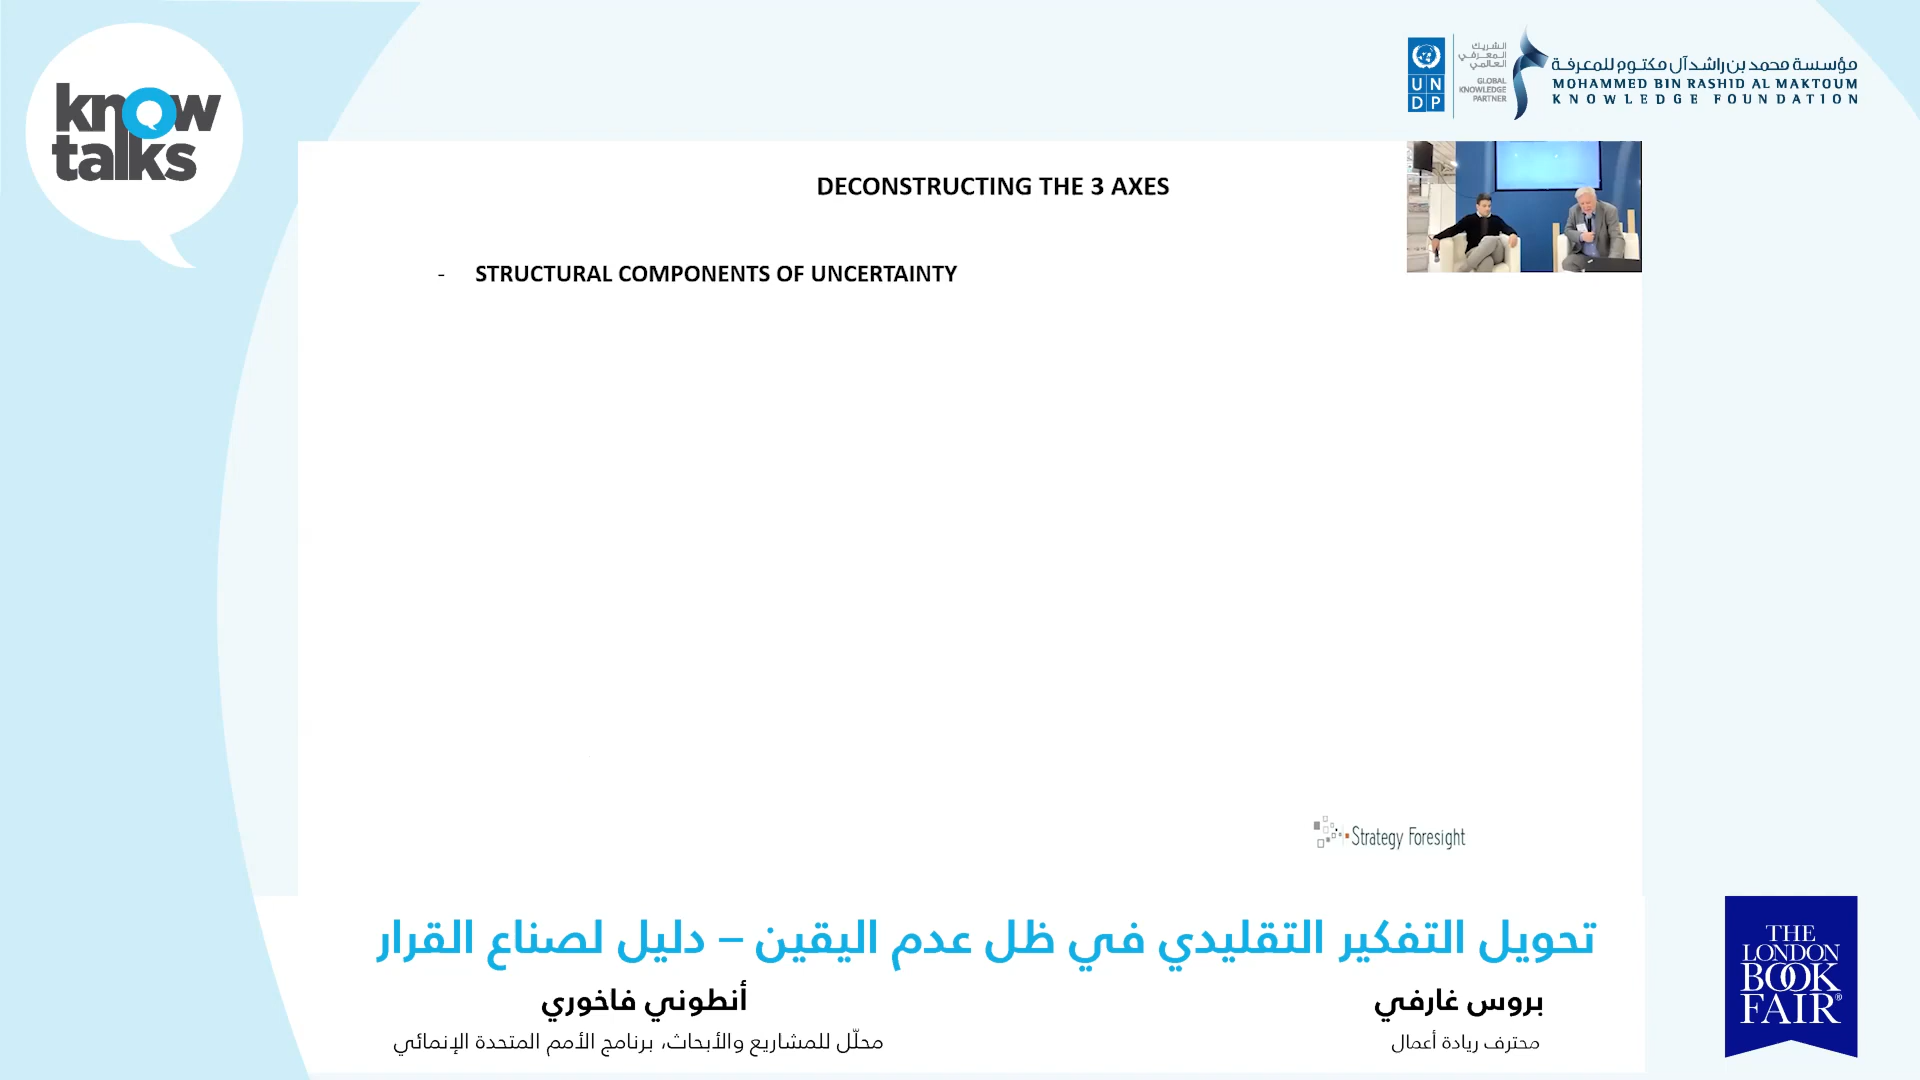 know
talks
UN
DP
الشريك
المعرفي
العالمي
GLOBAL
KNOWLEDGE
PARTNER
مؤسسة محمد بن راشد آل مكتوم للمعرفة
MOHAMMED BIN RASHID AL MAKTOUM
KNOWLEDGE FOUNDATION
DECONSTRUCTING THE 3 AXES
- STRUCTURAL COMPONENTS OF UNCERTAINTY
Strategy Foresight
تحويل التفكير التقليدي في ظل عدم اليقين – دليل لصناع القرار
بروس غارفي
محترف ريادة أعمال
أنطوني فاخوري
محلّل للمشاريع والأبحاث، برنامج الأمم المتحدة الإنمائي
THE
LONDON
BOOK
FAIR®